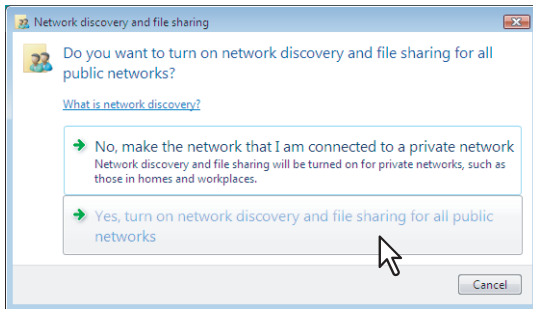 Network discovery and file sharing
Do you want to turn on network discovery and file sharing for all
public networks?
What is network discovery?
No, make the network that I am connected to a private network
Network discovery and file sharing will be turned on for private networks, such as
those in homes and workplaces.
Yes, turn on network discovery and file sharing for all public
networks
Cancel